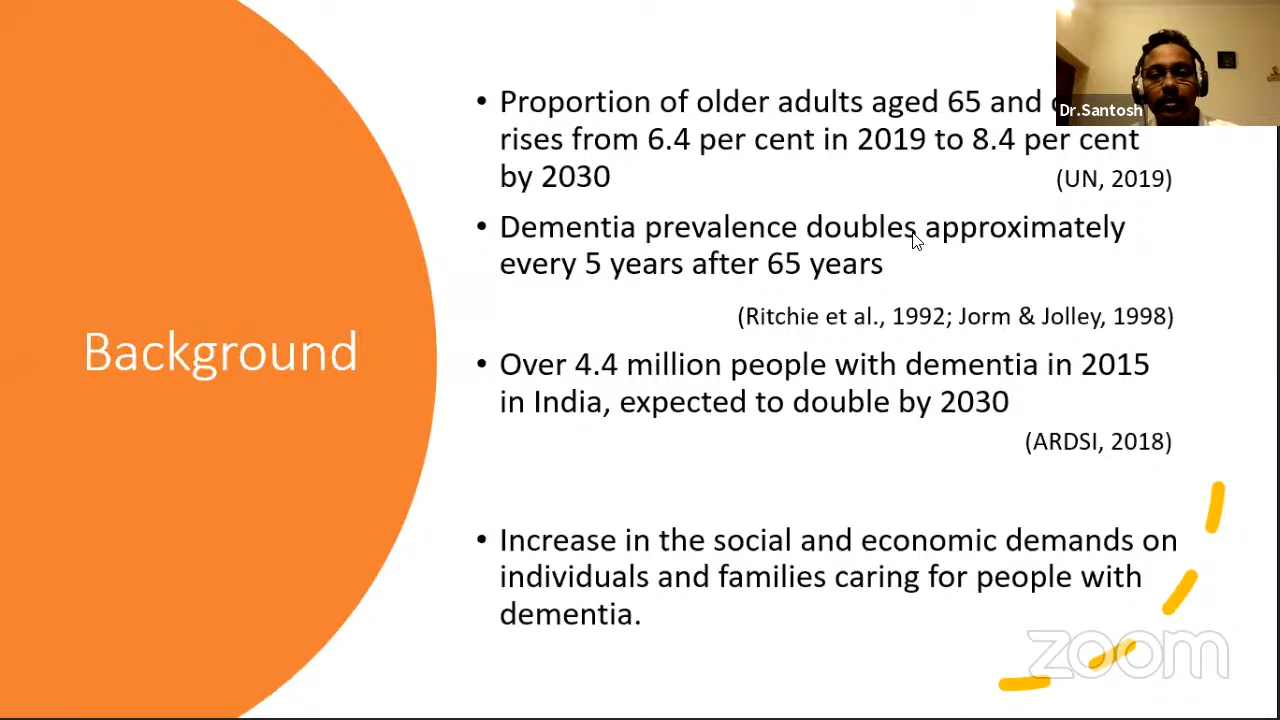 Background
• Proportion of older adults aged 65 and
rises from 6.4 per cent in 2019 to 8.4 per cent
by 2030 (UN, 2019)
• Dementia prevalence doubles approximately
every 5 years after 65 years
(Ritchie et al., 1992; Jorm & Jolley, 1998)
• Over 4.4 million people with dementia in 2015
in India, expected to double by 2030
(ARDSI, 2018)
• Increase in the social and economic demands on
individuals and families caring for people with
dementia.
Dr.Santosh
zoom